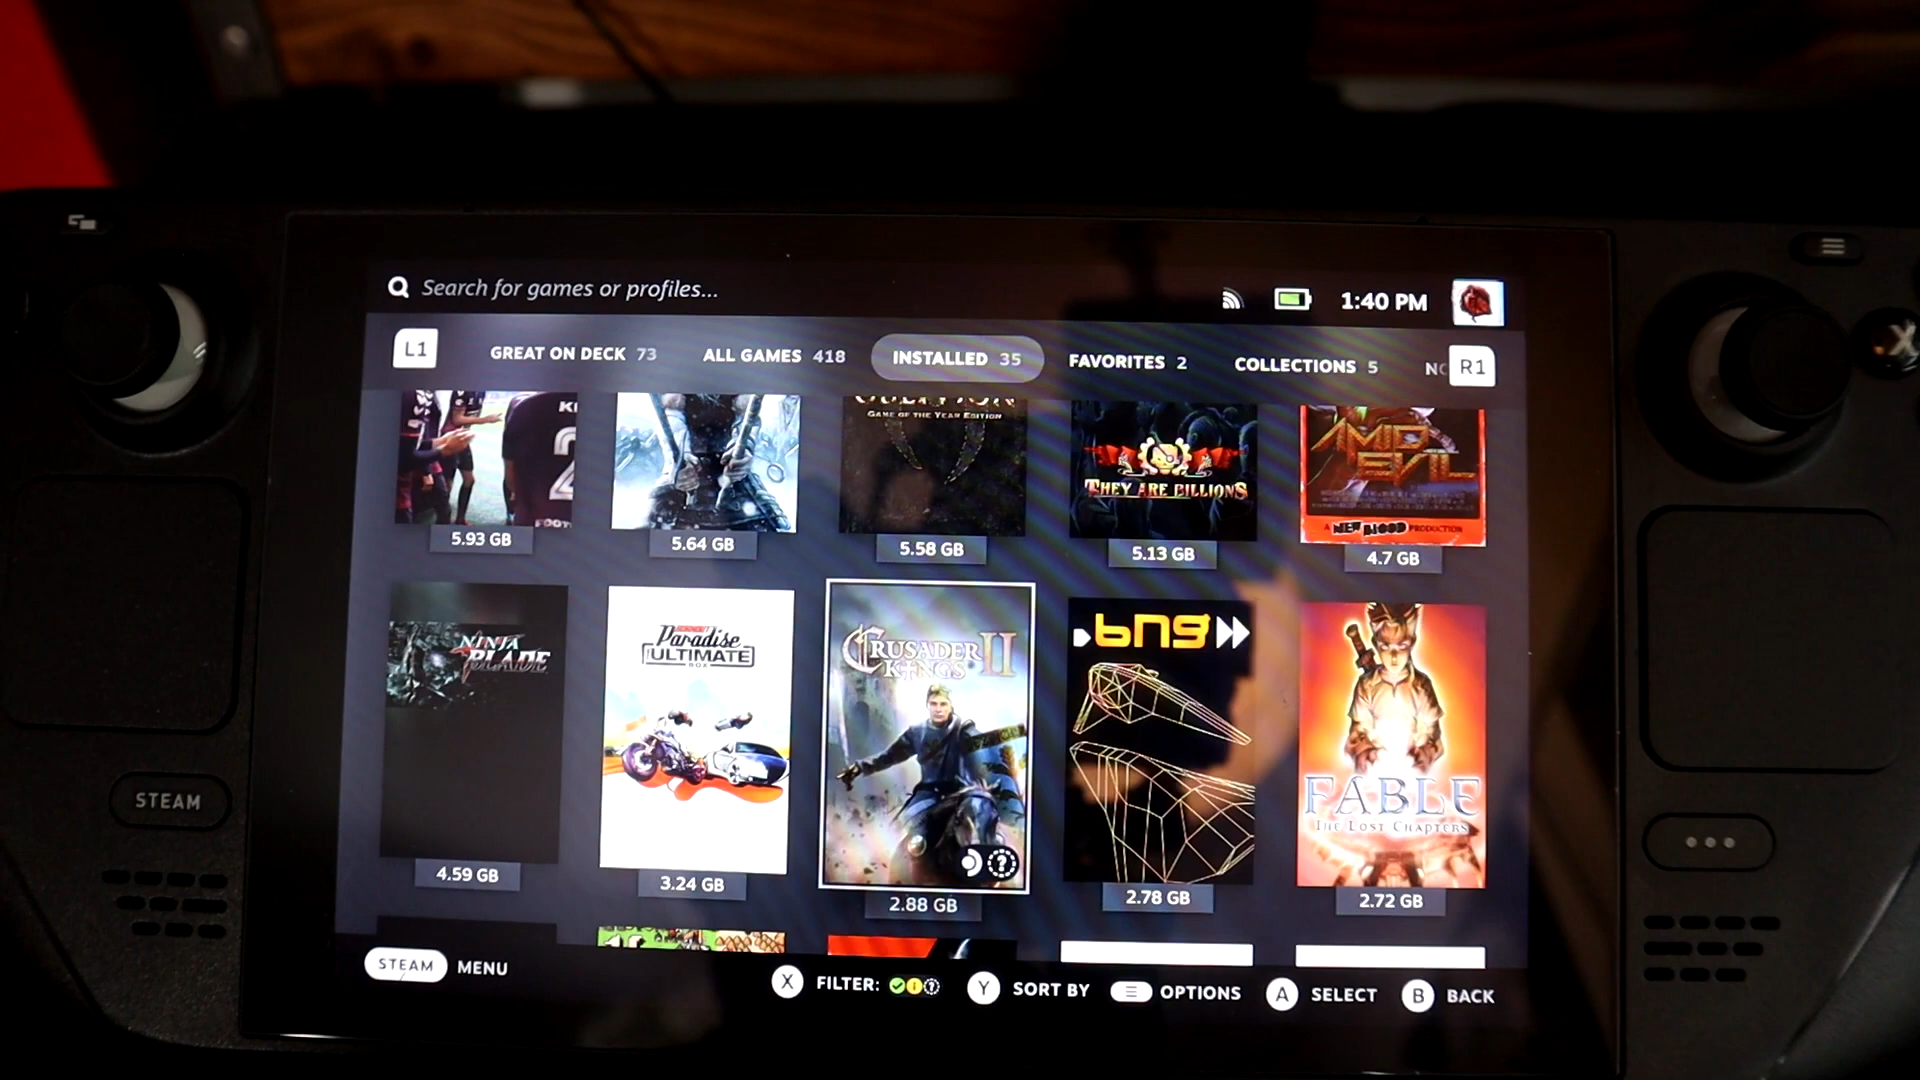 Search for games or profiles...
1:40 PM
L1
GREAT ON DECK 73
ALL GAMES 418
INSTALLED 35
FAVORITES 2
COLLECTIONS 5
R1
GAME OF THE YEAR EDITION
THEY ARE BILLIONS
AMID EVIL
A NEW BLOOD PRODUCTION
5.93 GB
5.64 GB
5.58 GB
5.13 GB
4.7 GB
NINJA BLADE
BURNOUT
Paradise
ULTIMATE
BOX
CRUSADER KINGS II
bng
FABLE
THE LOST CHAPTERS
4.59 GB
3.24 GB
2.88 GB
2.78 GB
2.72 GB
STEAM
STEAM MENU
X FILTER:
Y SORT BY
OPTIONS
A SELECT
B BACK
X